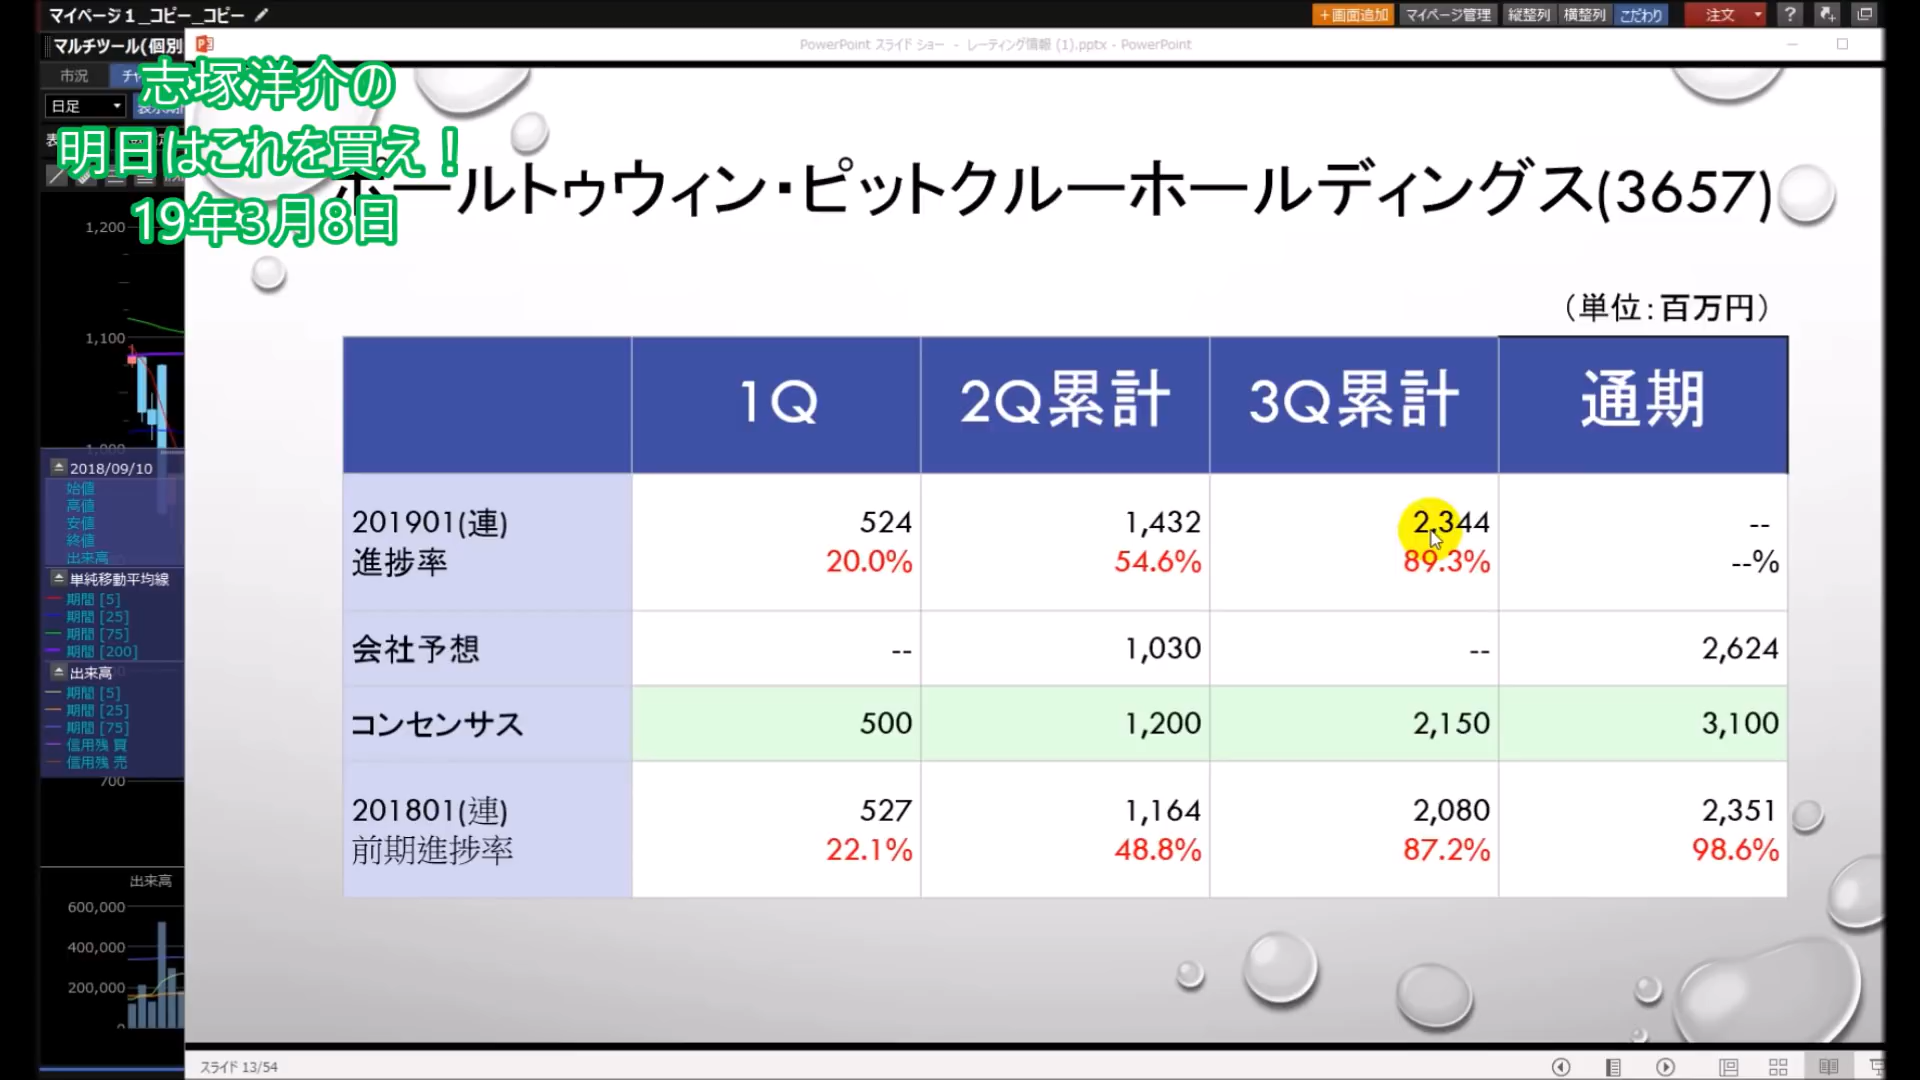 マイページ１_コピー_コピー
＋画面追加 マイページ管理 縦整列 横整列 こだわり 注文 ?
マルチツール(個別
PowerPoint スライド ショー - レーティング情報 (1).pptx - PowerPoint
市況
日足
志塚洋介の
明日はこれを買え！
19年3月8日
ポールトゥウィン・ピットクルーホールディングス(3657)
（単位：百万円）
1Q 2Q累計 3Q累計 通期
201901(連) 524 1,432 2,344 --
進捗率 20.0% 54.6% 89.3% --%
会社予想 -- 1,030 -- 2,624
コンセンサス 500 1,200 2,150 3,100
201801(連) 527 1,164 2,080 2,351
前期進捗率 22.1% 48.8% 87.2% 98.6%
1,200
1,100
1,000
2018/09/10
始値
高値
安値
終値
出来高
単純移動平均線
期間 [5]
期間 [25]
期間 [75]
期間 [200]
出来高
期間 [5]
期間 [25]
期間 [75]
信用残 買
信用残 売
700
出来高
600,000
400,000
200,000
0
スライド 13/54